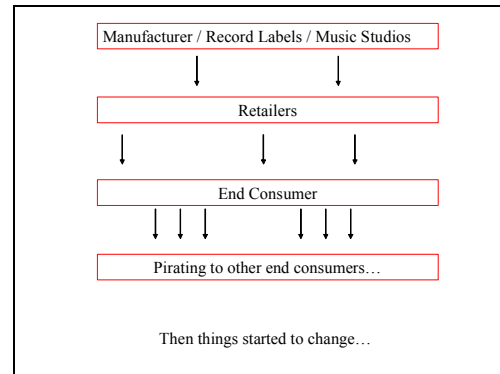 Manufacturer / Record Labels / Music Studios
Retailers
End Consumer
Pirating to other end consumers…
Then things started to change…